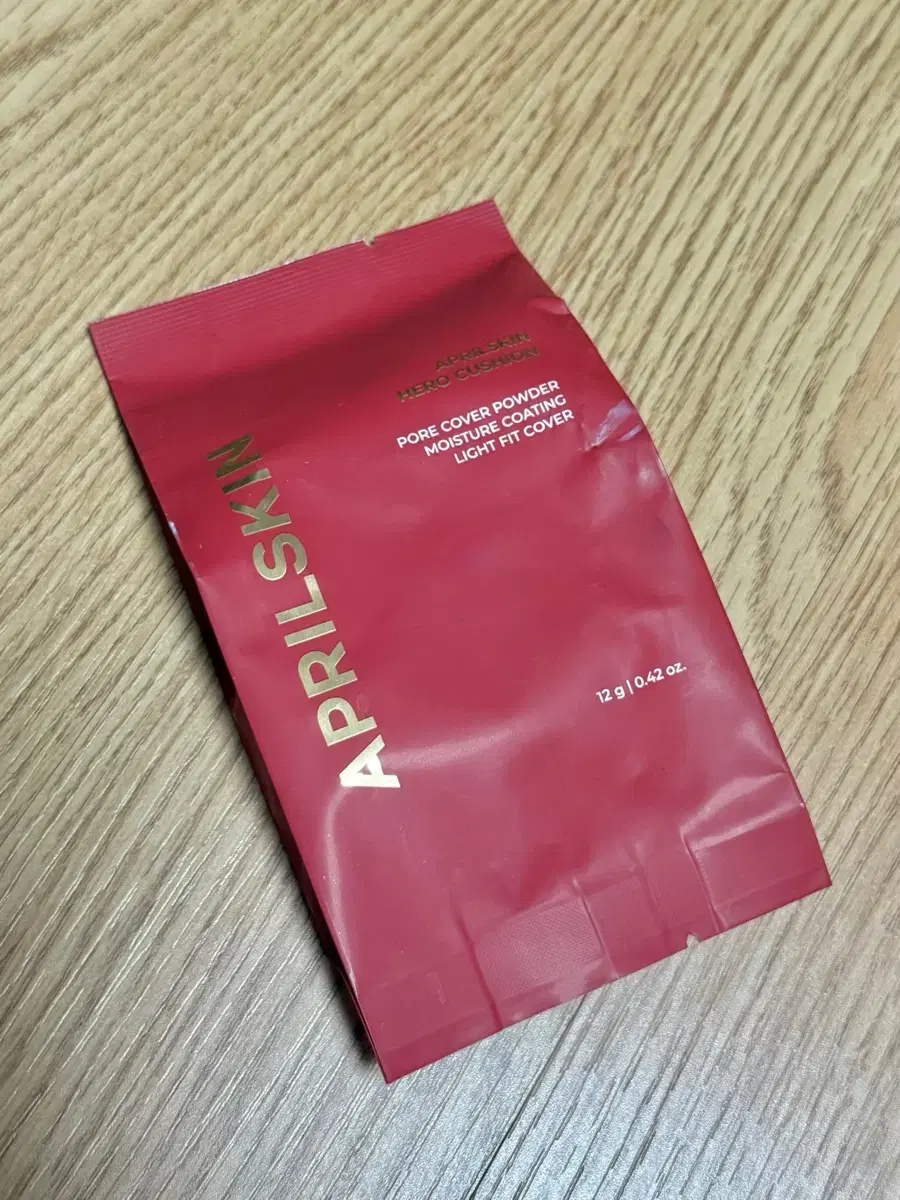 APRILSKIN
HERO CUSHION
PORE COVER POWDER
MOISTURE COATING
LIGHT FIT COVER
APRILSKIN
12 g | 0.42 oz.